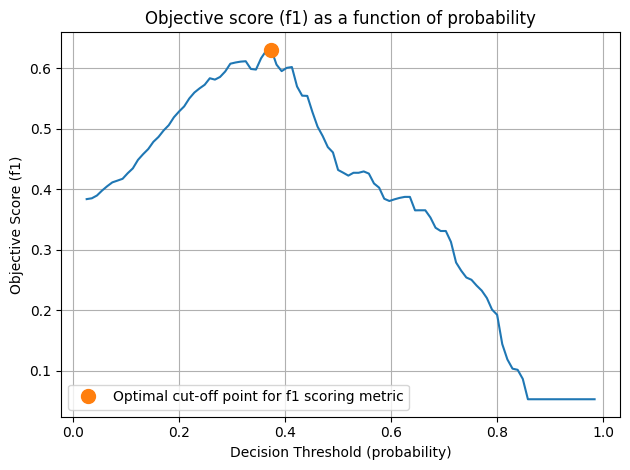 Objective score (f1) as a function of probability
Objective Score (f1)
0.6
0.5
0.4
0.3
0.2
0.1
Optimal cut-off point for f1 scoring metric
0.0 0.2 0.4 0.6 0.8 1.0
Decision Threshold (probability)